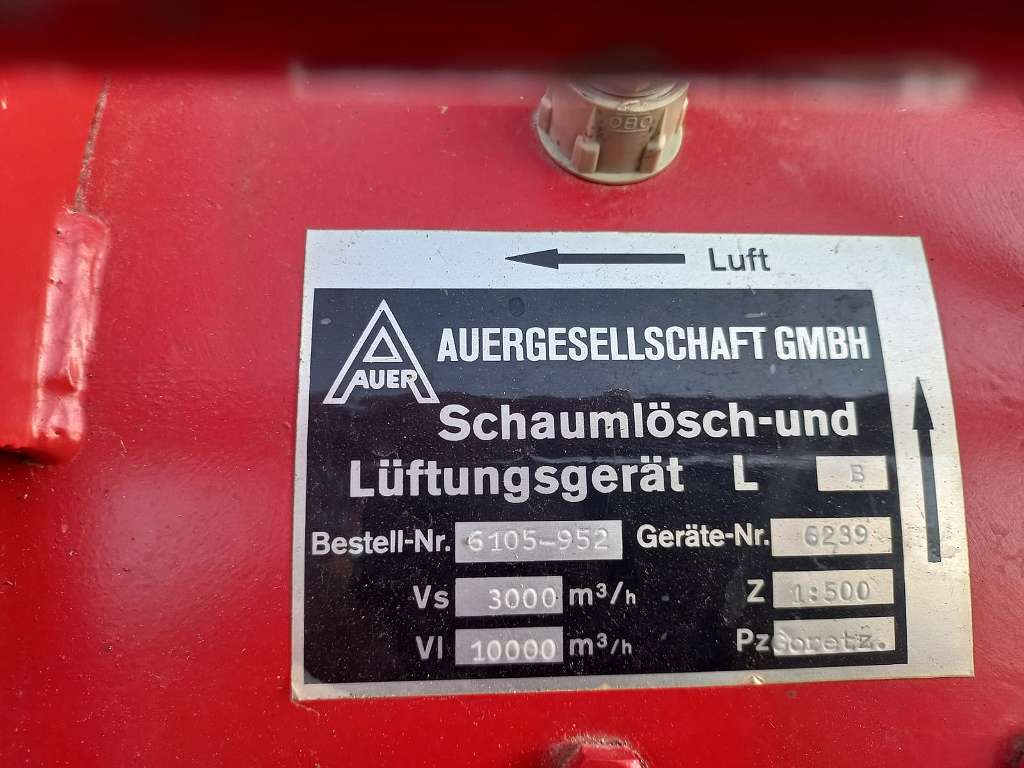 OBO
Luft
AUER
AUERGESELLSCHAFT GMBH
Schaumlösch-und
Lüftungsgerät L B
Bestell-Nr. 6105-952 Geräte-Nr. 6239
Vs 3000 m³/h Z 1:500
Vl 10000 m³/h Pz